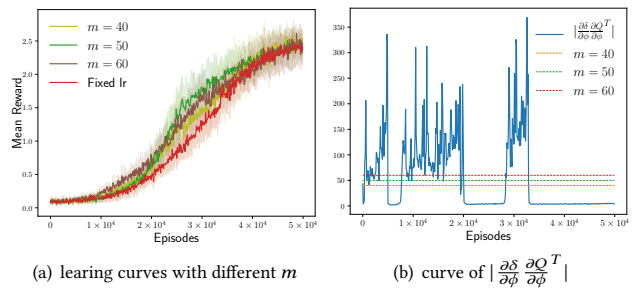 m = 40
m = 50
m = 60
Fixed lr
Mean Reward
2.5
2.0
1.5
1.0
0.5
0.0
0
1 × 10⁴
2 × 10⁴
3 × 10⁴
4 × 10⁴
5 × 10⁴
Episodes
|∂δ/∂ϕ ∂Q/∂ϕ ᵀ|
m = 40
m = 50
m = 60
350
300
250
200
150
100
50
0
0
1 × 10⁴
2 × 10⁴
3 × 10⁴
4 × 10⁴
5 × 10⁴
Episodes
(a) learing curves with different m
(b) curve of |∂δ/∂ϕ ∂Q/∂ϕ ᵀ|